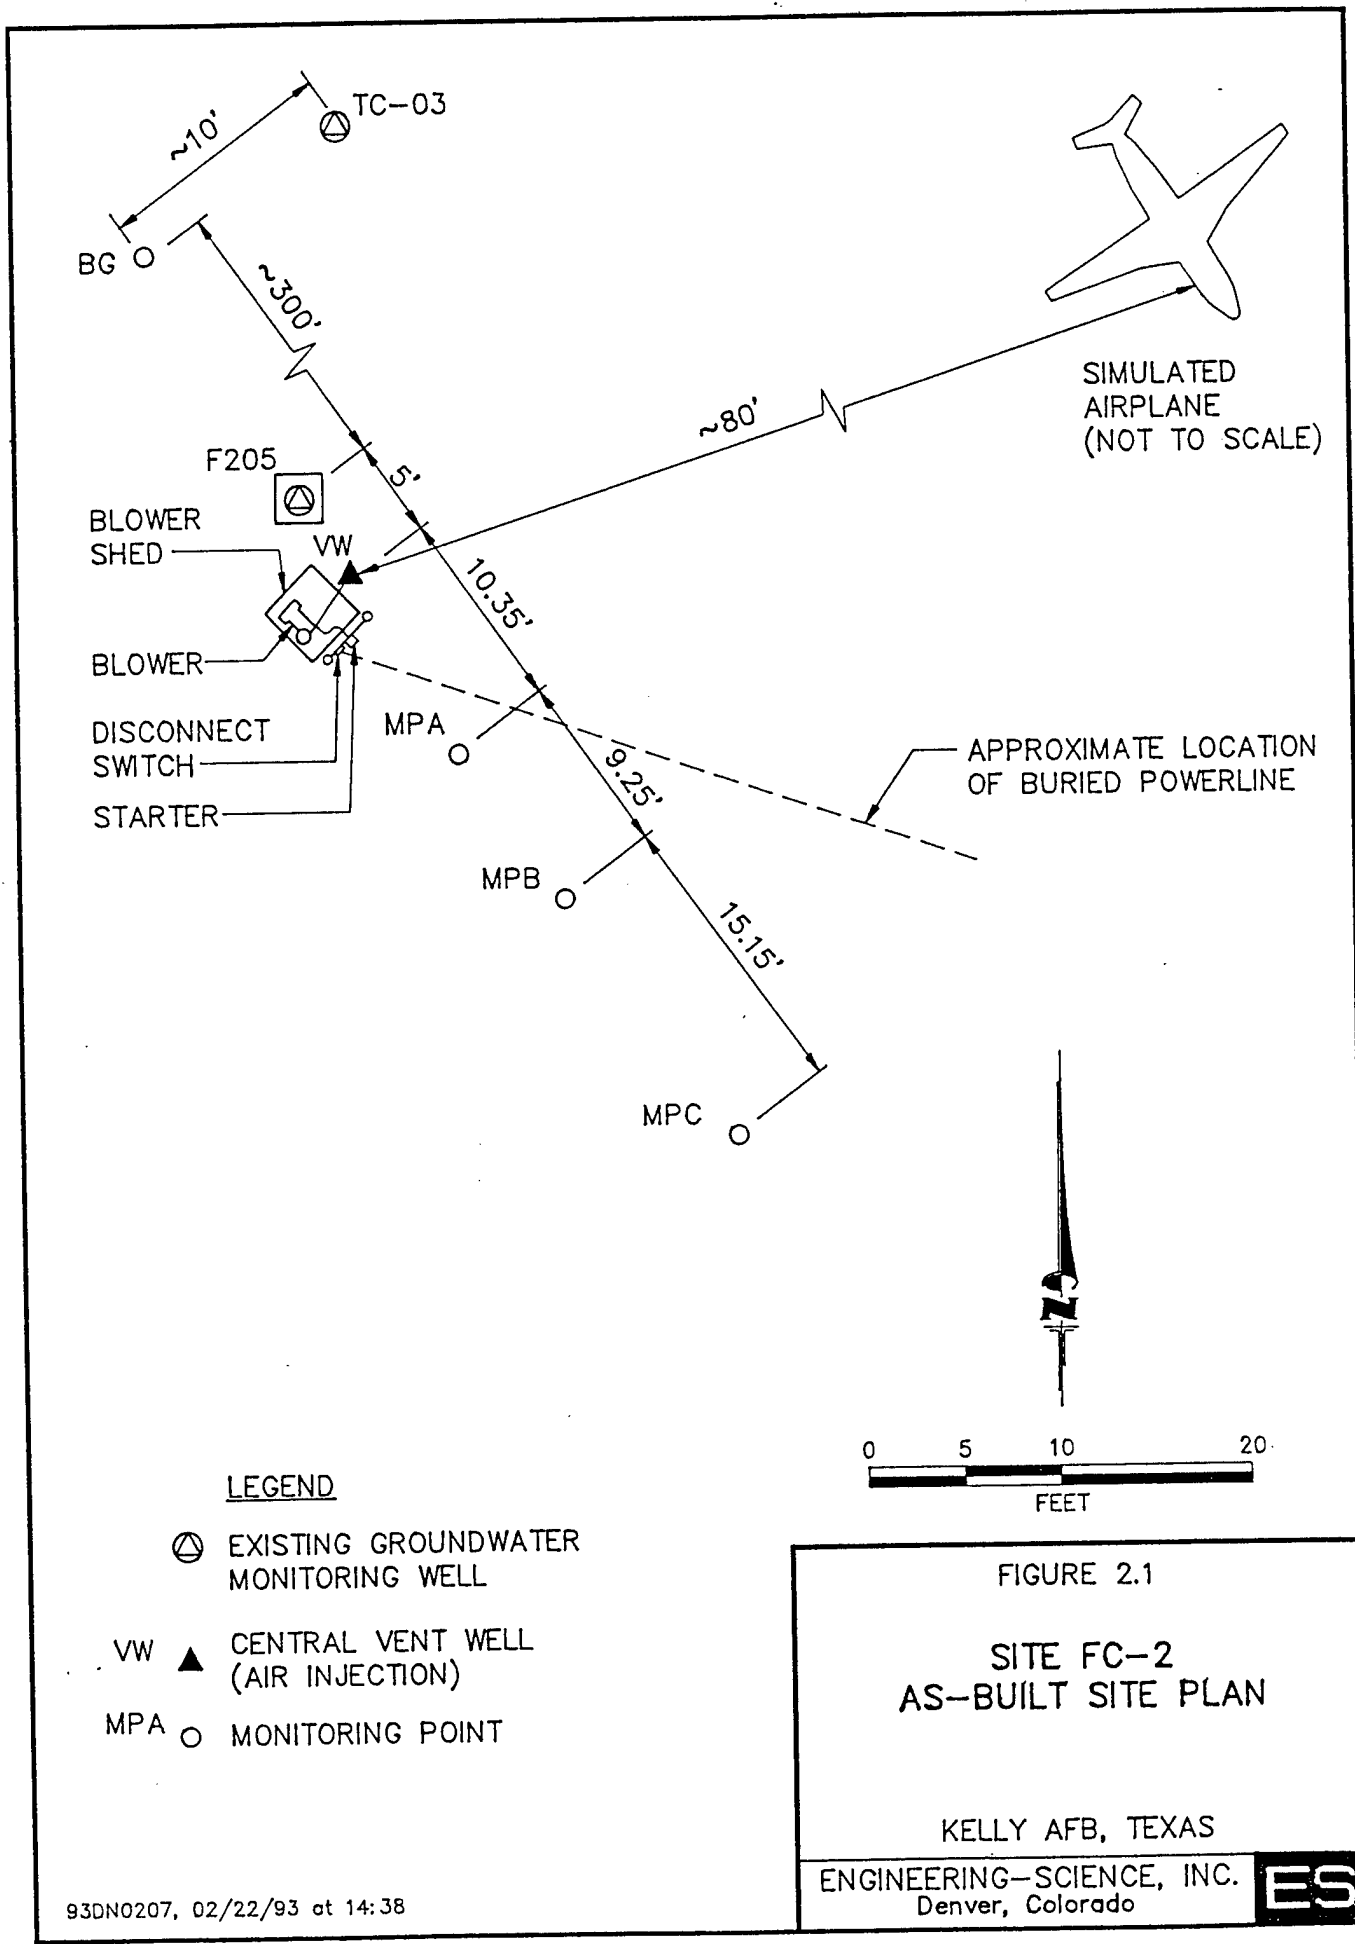 TC-03
~10'
BG
~300'
SIMULATED
AIRPLANE
(NOT TO SCALE)
~80'
F205
5'
BLOWER
SHED
VW
10.35'
BLOWER
MPA
DISCONNECT
SWITCH
9.25'
APPROXIMATE LOCATION
OF BURIED POWERLINE
STARTER
MPB
15.15'
MPC
N
0 5 10 20
FEET
LEGEND
EXISTING GROUNDWATER
MONITORING WELL
VW CENTRAL VENT WELL
(AIR INJECTION)
MPA MONITORING POINT
FIGURE 2.1
SITE FC-2
AS-BUILT SITE PLAN
KELLY AFB, TEXAS
ENGINEERING-SCIENCE, INC.
Denver, Colorado
ES
93DN0207, 02/22/93 at 14:38